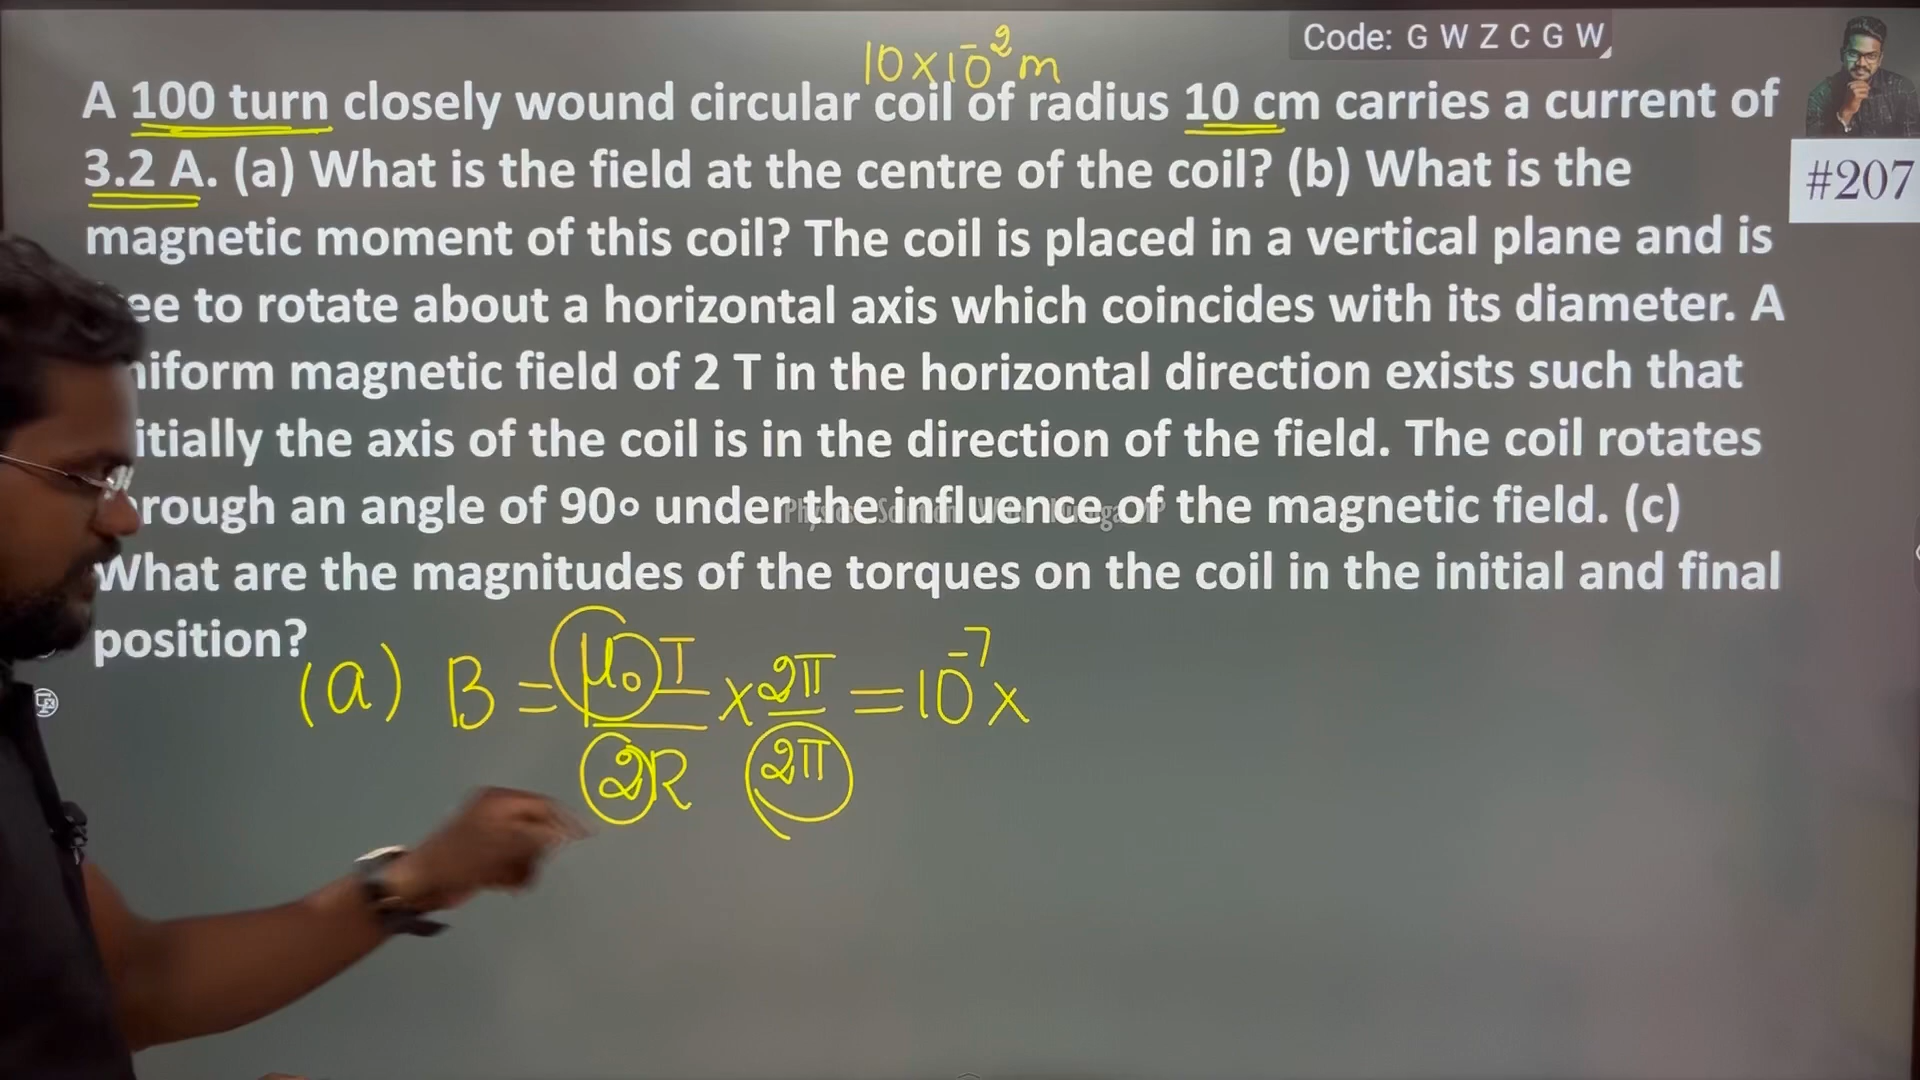 Code: G W Z C G W
10×10⁻² m
A 100 turn closely wound circular coil of radius 10 cm carries a current of
3.2 A. (a) What is the field at the centre of the coil? (b) What is the
#207
magnetic moment of this coil? The coil is placed in a vertical plane and is
ee to rotate about a horizontal axis which coincides with its diameter. A
niform magnetic field of 2 T in the horizontal direction exists such that
itially the axis of the coil is in the direction of the field. The coil rotates
rough an angle of 90∘ under the influence of the magnetic field. (c)
What are the magnitudes of the torques on the coil in the initial and final
position?
(a) B = μ₀I/2R × 2π/2π = 10⁻⁷ ×